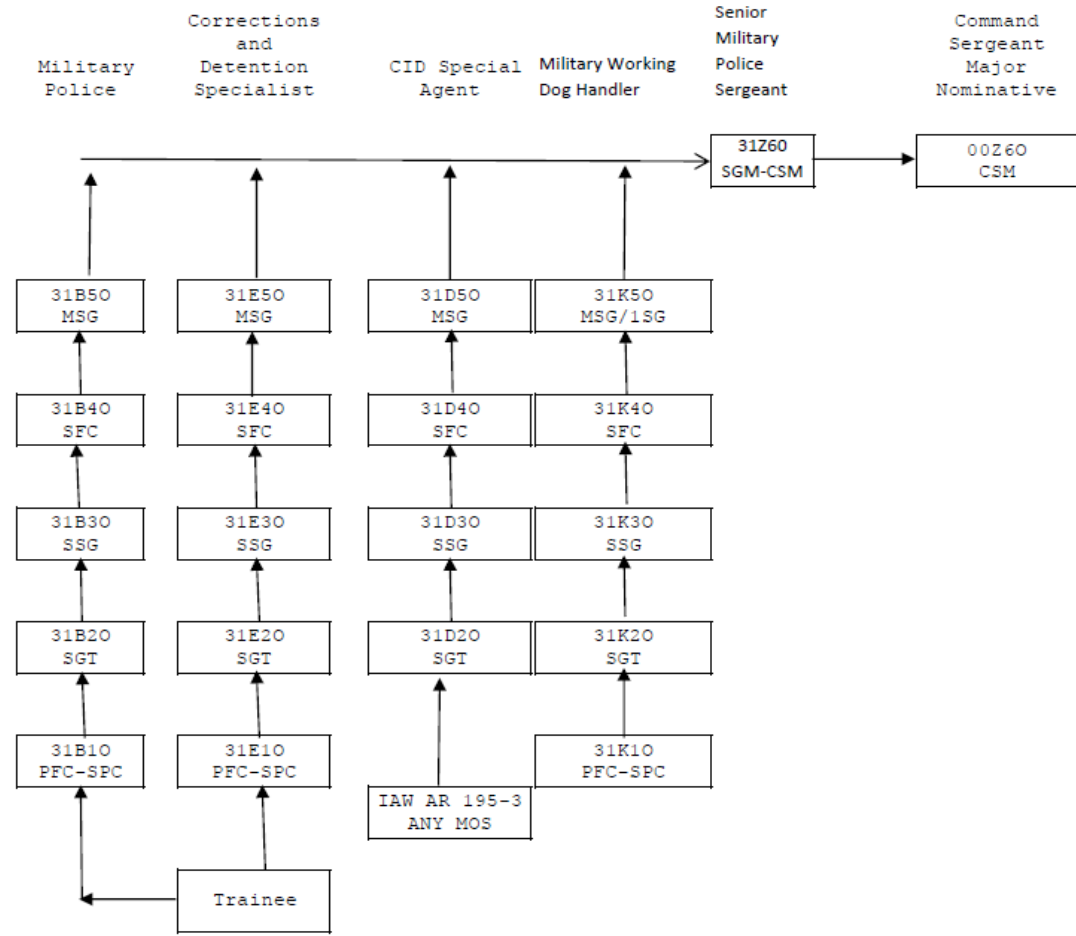 Military
Police
Corrections
and
Detention
Specialist
CID Special
Agent
Military Working
Dog Handler
Senior
Military
Police
Sergeant
Command
Sergeant
Major
Nominative
31Z60
SGM-CSM
00Z6O
CSM
31B5O
MSG
31E5O
MSG
31D5O
MSG
31K5O
MSG/1SG
31B4O
SFC
31E4O
SFC
31D4O
SFC
31K4O
SFC
31B3O
SSG
31E3O
SSG
31D3O
SSG
31K3O
SSG
31B2O
SGT
31E2O
SGT
31D2O
SGT
31K2O
SGT
31B1O
PFC-SPC
31E1O
PFC-SPC
IAW AR 195-3
ANY MOS
31K1O
PFC-SPC
Trainee